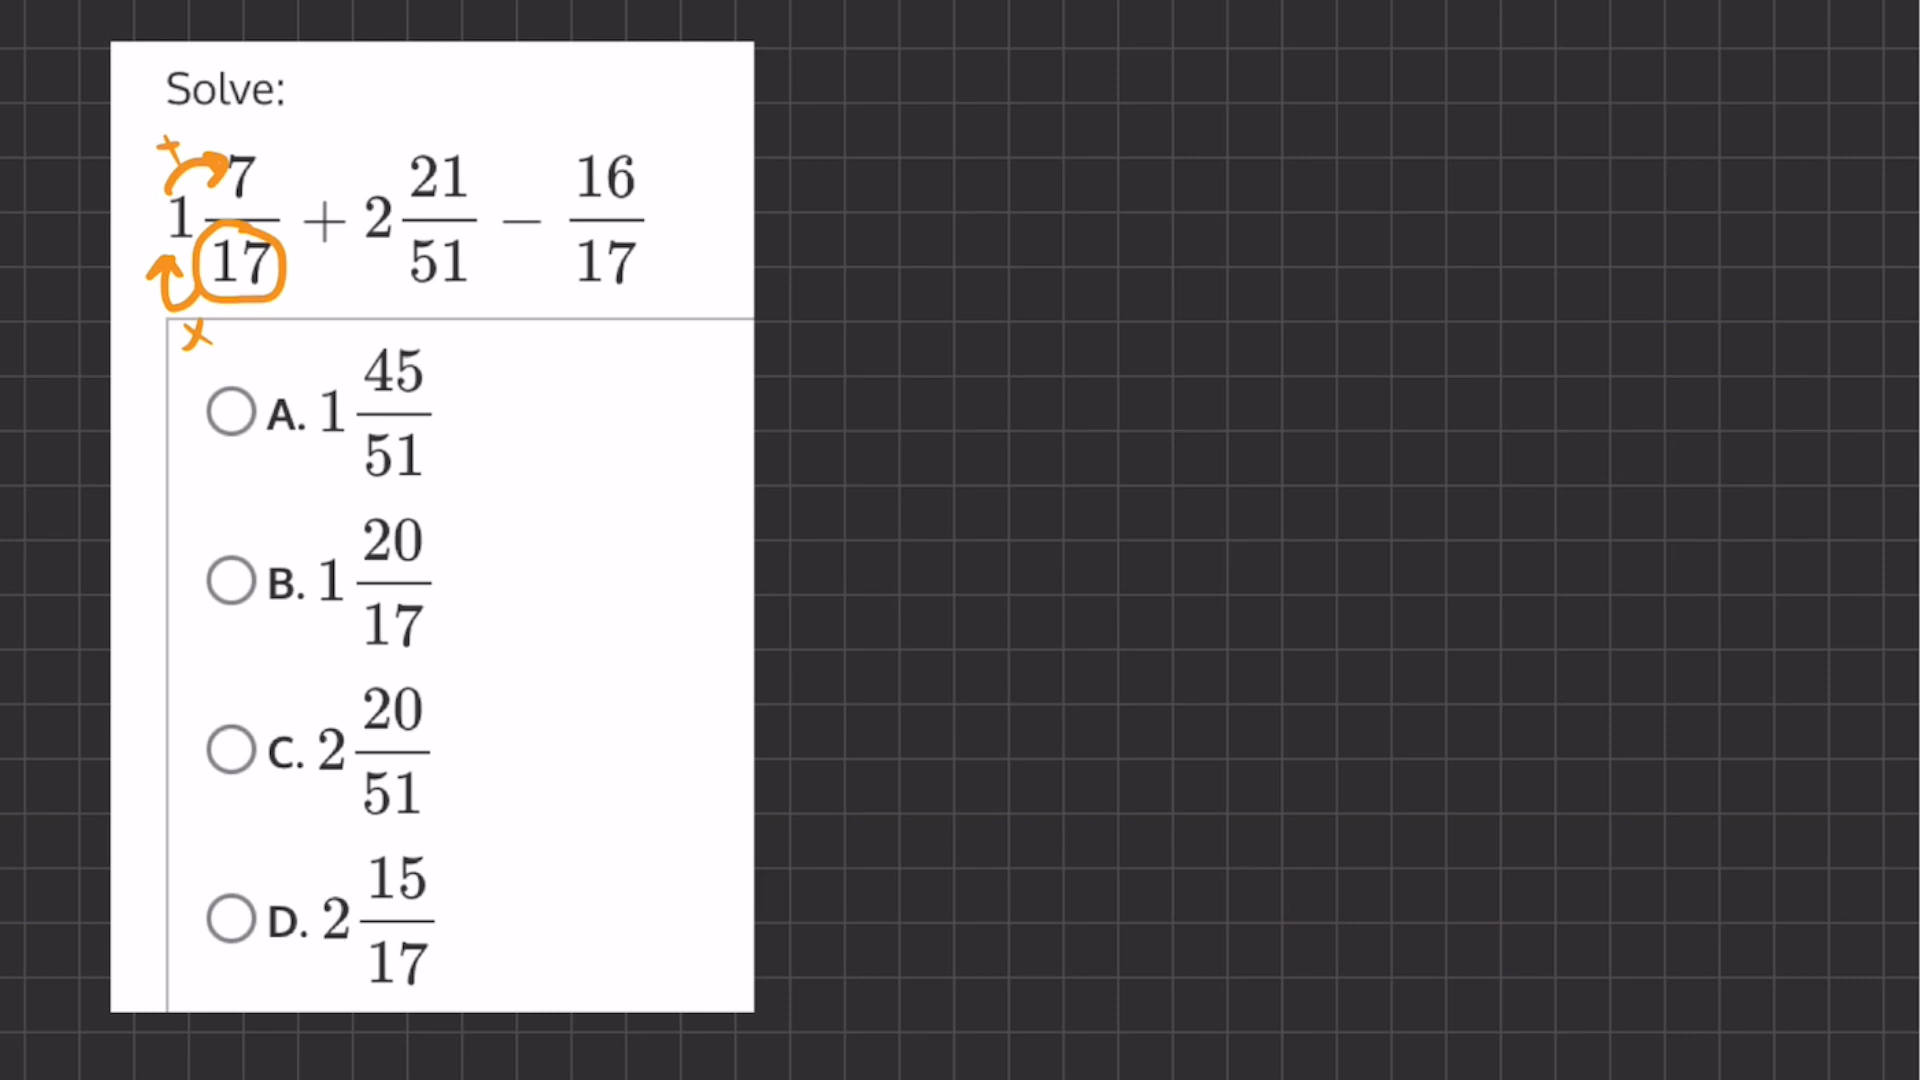 Solve:
1 7/17 + 2 21/51 − 16/17
+
x
A. 1 45/51
B. 1 20/17
C. 2 20/51
D. 2 15/17